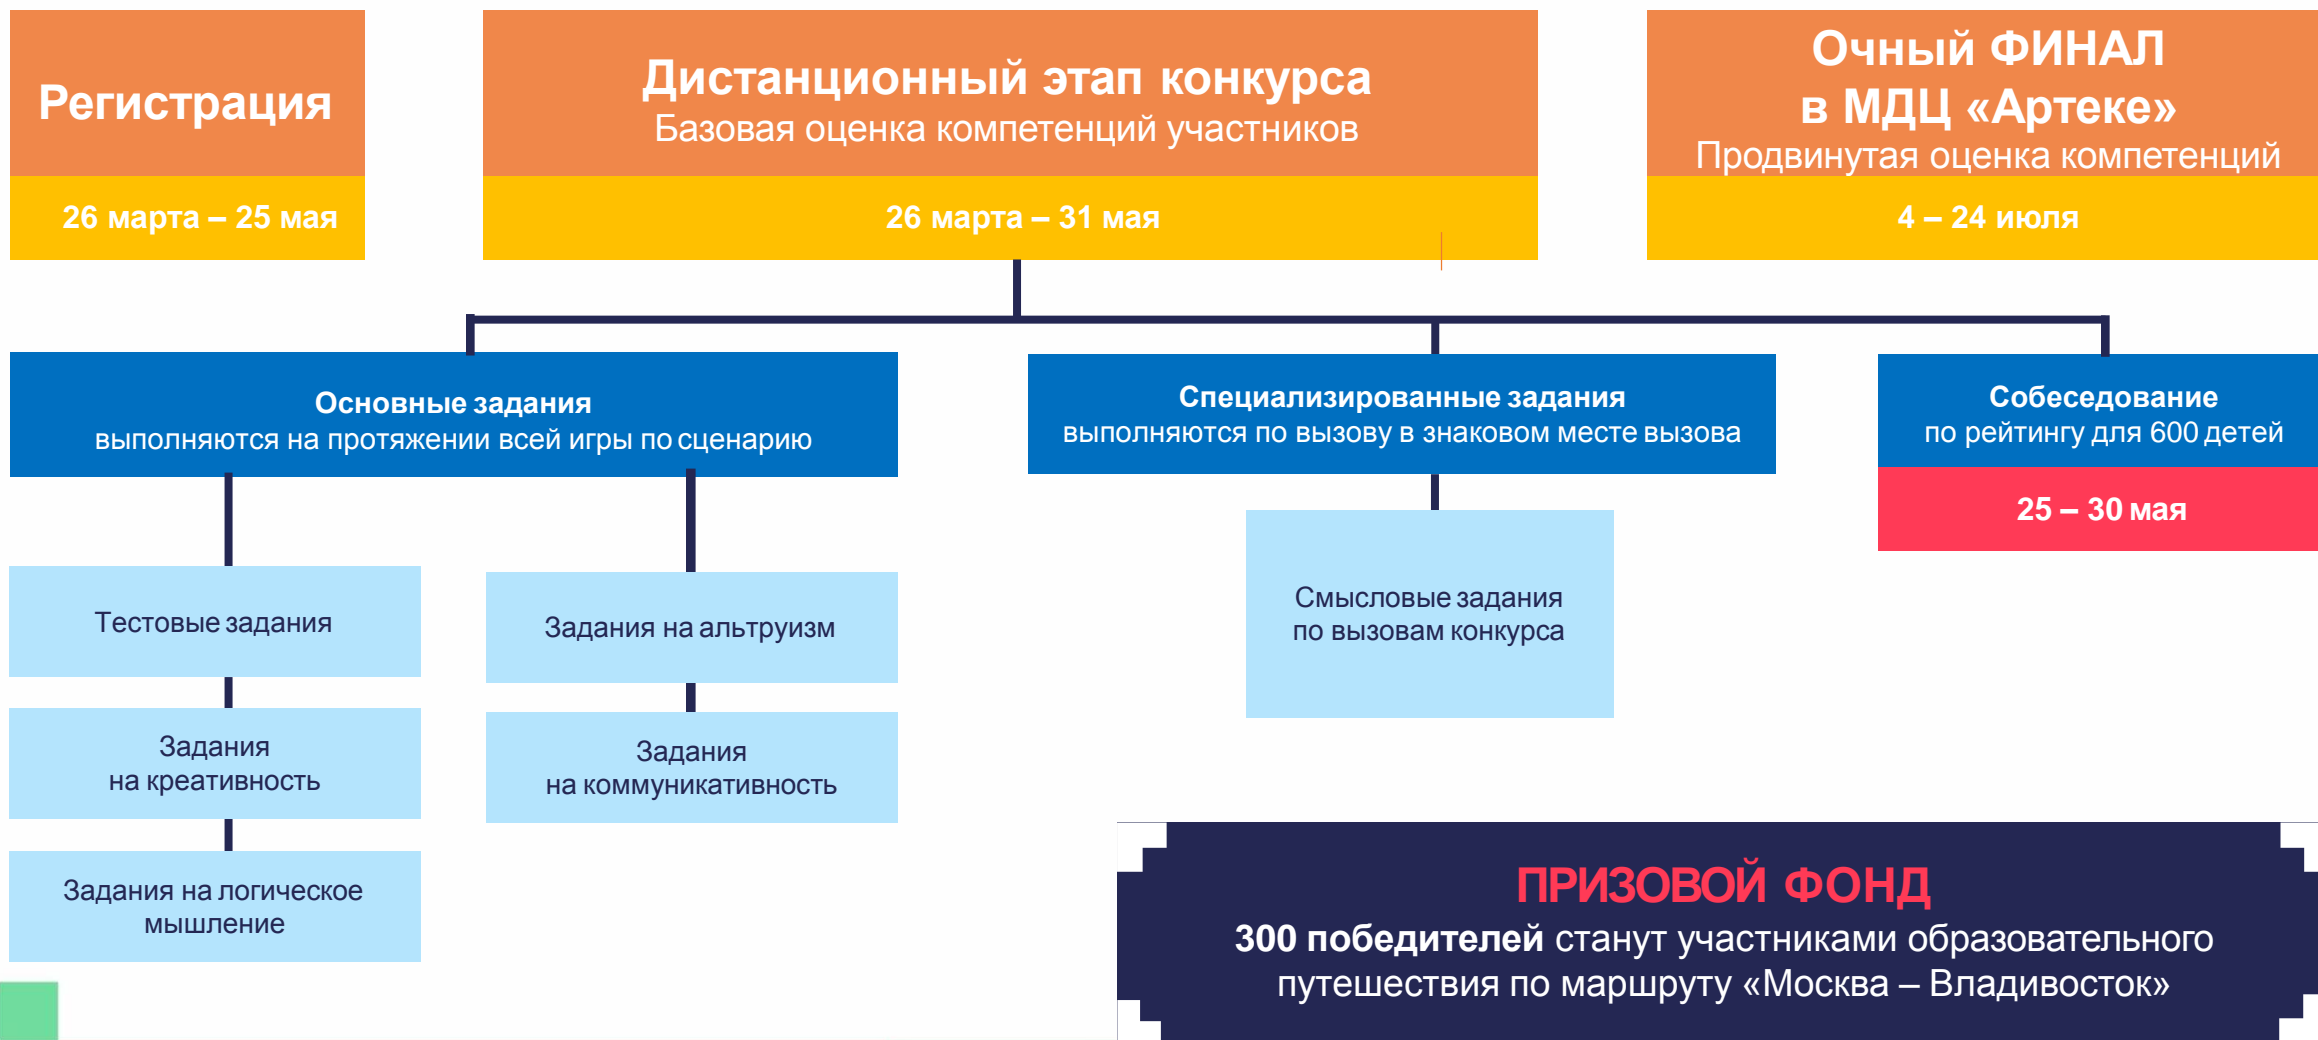 Регистрация
26 марта – 25 мая
Дистанционный этап конкурса
Базовая оценка компетенций участников
26 марта – 31 мая
Очный ФИНАЛ
в МДЦ «Артеке»
Продвинутая оценка компетенций
4 – 24 июля
Основные задания
выполняются на протяжении всей игры по сценарию
Специализированные задания
выполняются по вызову в знаковом месте вызова
Собеседование
по рейтингу для 600 детей
25 – 30 мая
Тестовые задания
Задания
на креативность
Задания на логическое
мышление
Задания на альтруизм
Задания
на коммуникативность
Смысловые задания
по вызовам конкурса
ПРИЗОВОЙ ФОНД
300 победителей станут участниками образовательного
путешествия по маршруту «Москва – Владивосток»